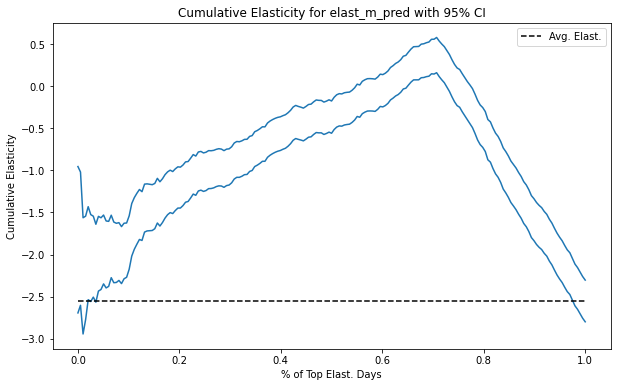 Cumulative Elasticity for elast_m_pred with 95% CI
Avg. Elast.
Cumulative Elasticity
0.5
0.0
−0.5
−1.0
−1.5
−2.0
−2.5
−3.0
0.0 0.2 0.4 0.6 0.8 1.0
% of Top Elast. Days